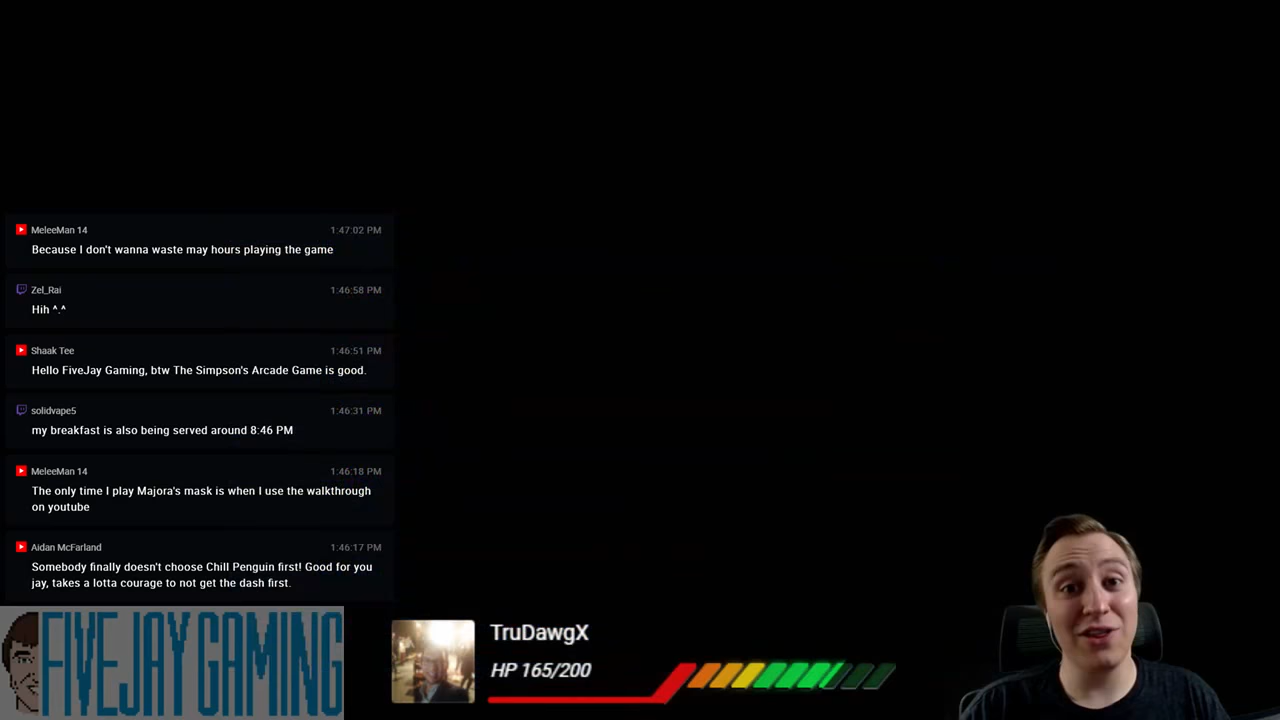 MeleeMan 14 1:47:02 PM
Because I don't wanna waste may hours playing the game
Zel_Rai 1:46:58 PM
Hih ^.^
Shaak Tee 1:46:51 PM
Hello FiveJay Gaming, btw The Simpson's Arcade Game is good.
solidvape5 1:46:31 PM
my breakfast is also being served around 8:46 PM
MeleeMan 14 1:46:18 PM
The only time I play Majora's mask is when I use the walkthrough
on youtube
Aidan McFarland 1:46:17 PM
Somebody finally doesn't choose Chill Penguin first! Good for you
jay, takes a lotta courage to not get the dash first.
FIVEJAY GAMING
TruDawgX
HP 165/200